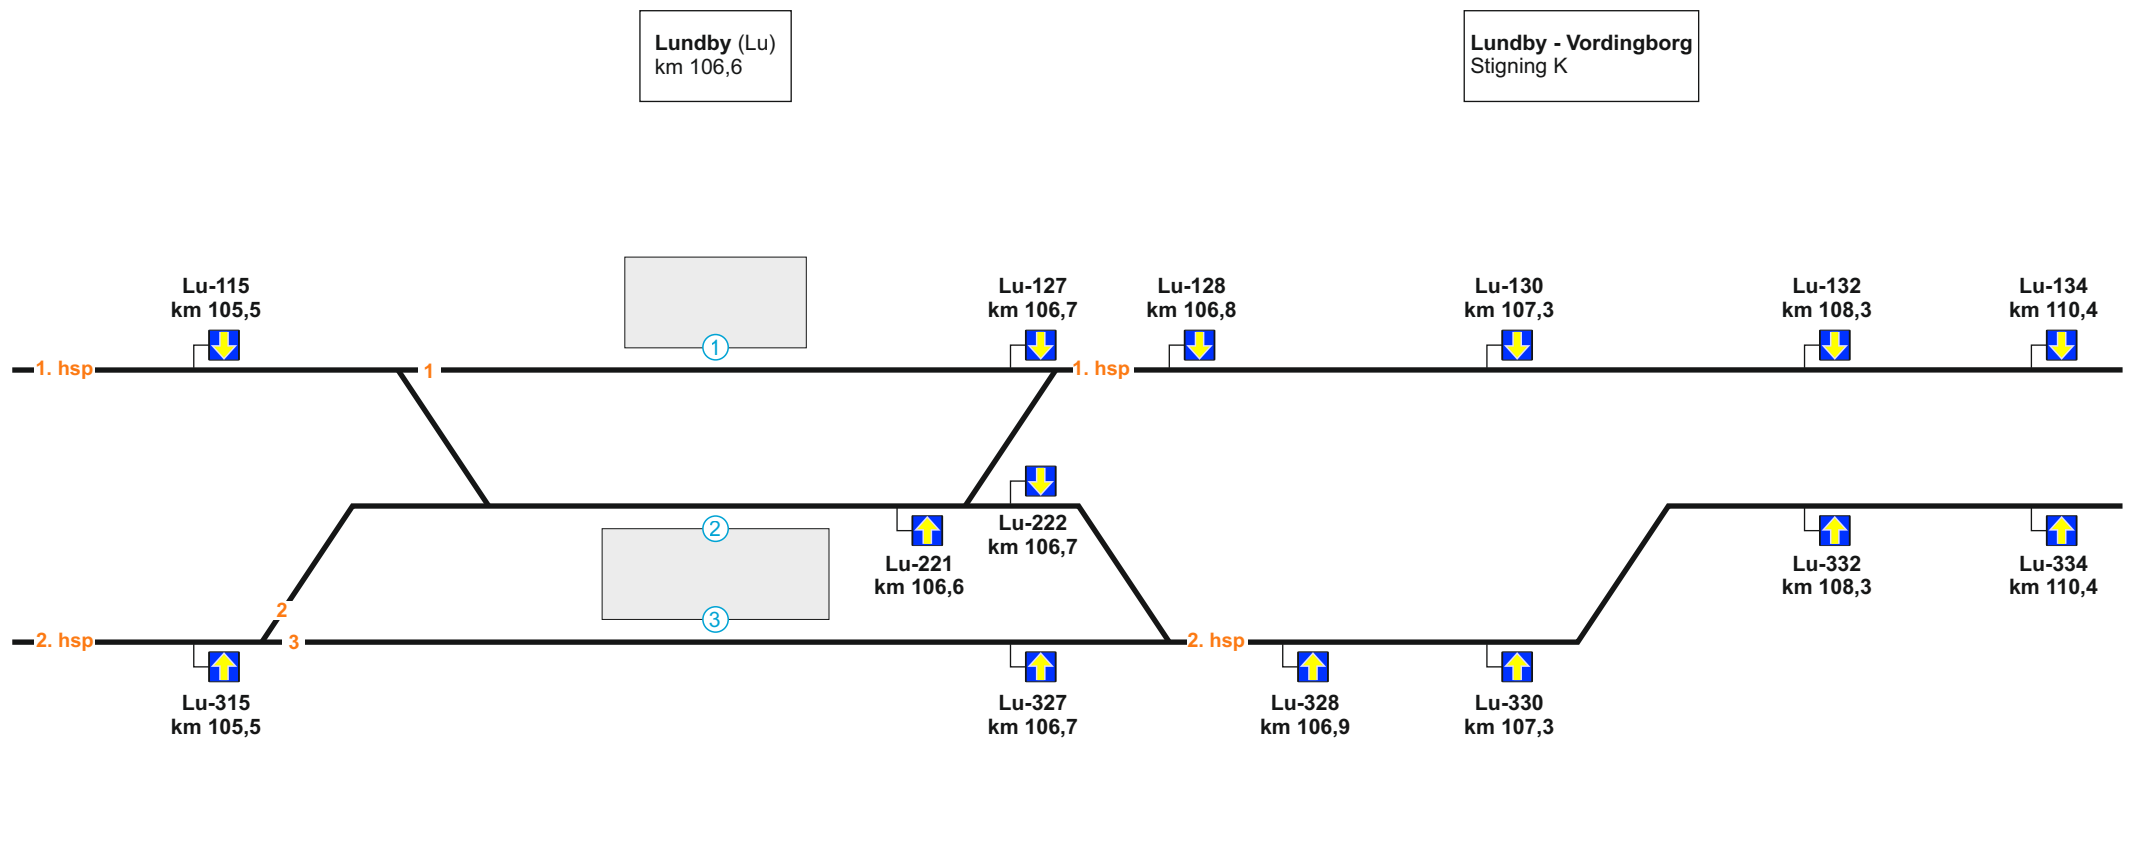 Lundby (Lu)
km 106,6
Lundby - Vordingborg
Stigning K
Lu-115
km 105,5
Lu-127
km 106,7
Lu-128
km 106,8
Lu-130
km 107,3
Lu-132
km 108,3
Lu-134
km 110,4
1. hsp
1
1
1. hsp
2
Lu-222
km 106,7
Lu-221
km 106,6
Lu-332
km 108,3
Lu-334
km 110,4
2
3
2. hsp
3
2. hsp
Lu-315
km 105,5
Lu-327
km 106,7
Lu-328
km 106,9
Lu-330
km 107,3